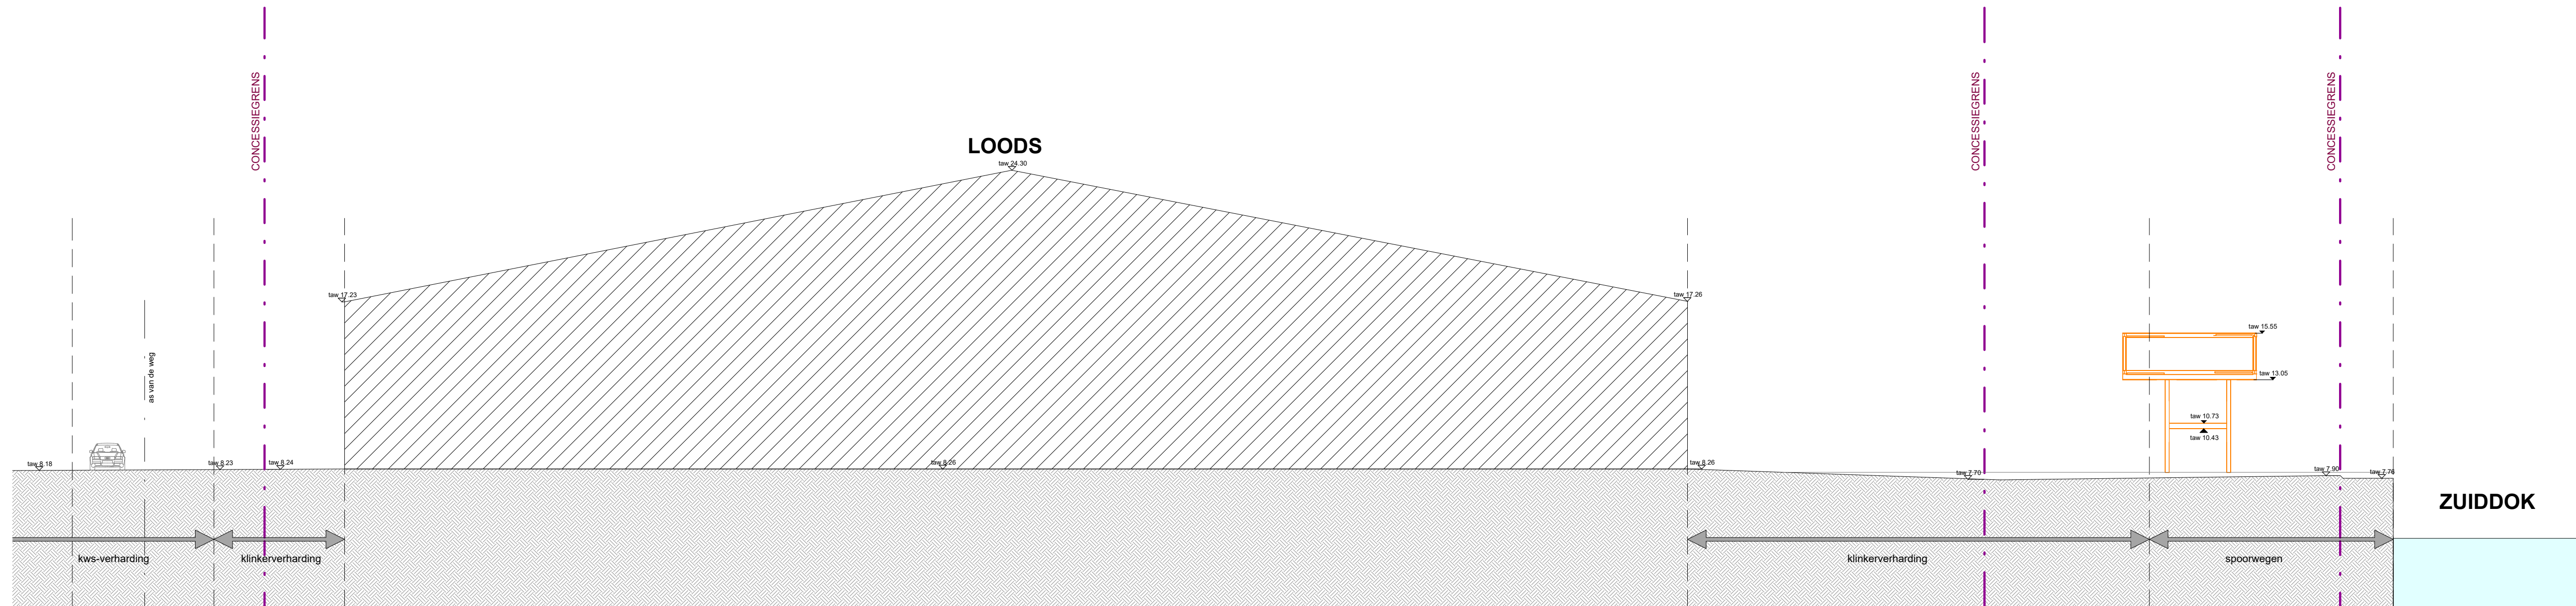 CONCESSIEGRENS
CONCESSIEGRENS
CONCESSIEGRENS
LOODS
taw 24.30
taw 17.23
taw 17.26
taw 15.55
as van de weg
taw 13.05
taw 10.73
taw 10.43
taw 8.18
taw 8.23
taw 8.24
taw 8.26
taw 8.26
taw 7.70
taw 7.90
taw 7.76
ZUIDDOK
kws-verharding
klinkerverharding
klinkerverharding
spoorwegen